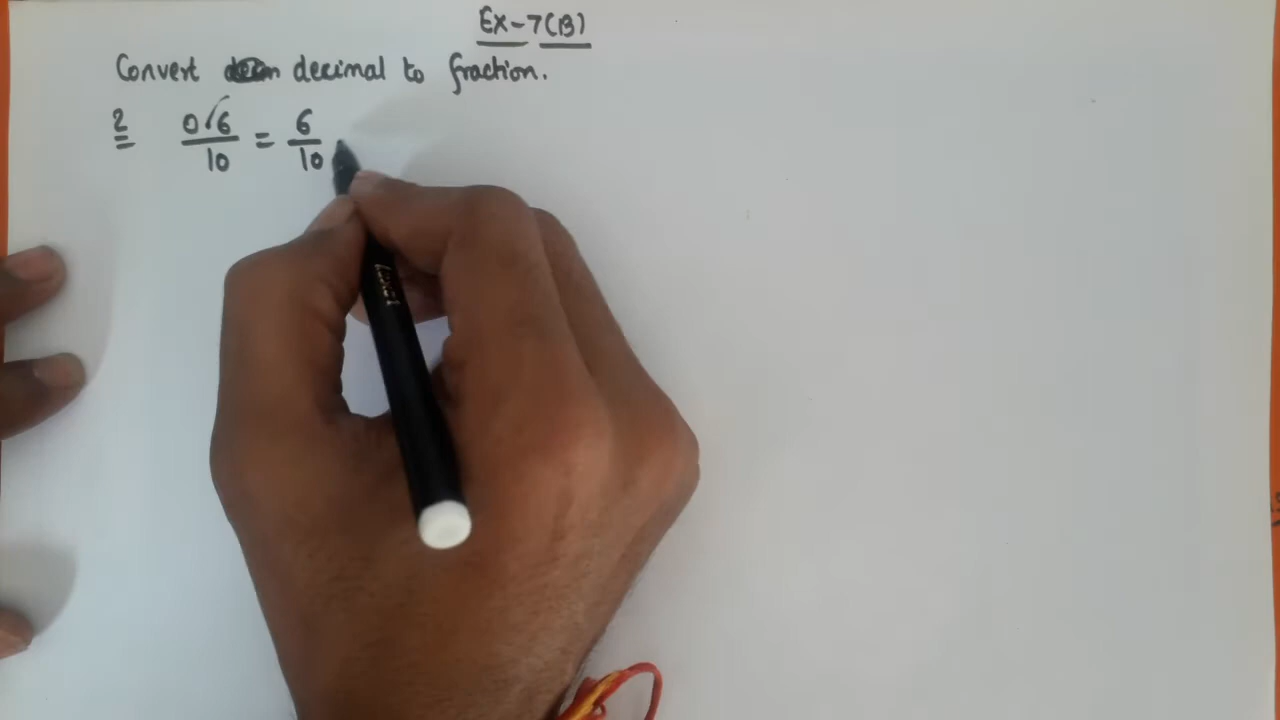 Ex-7(B)
Convert decimal to fraction.
2 0.6/10 = 6/10